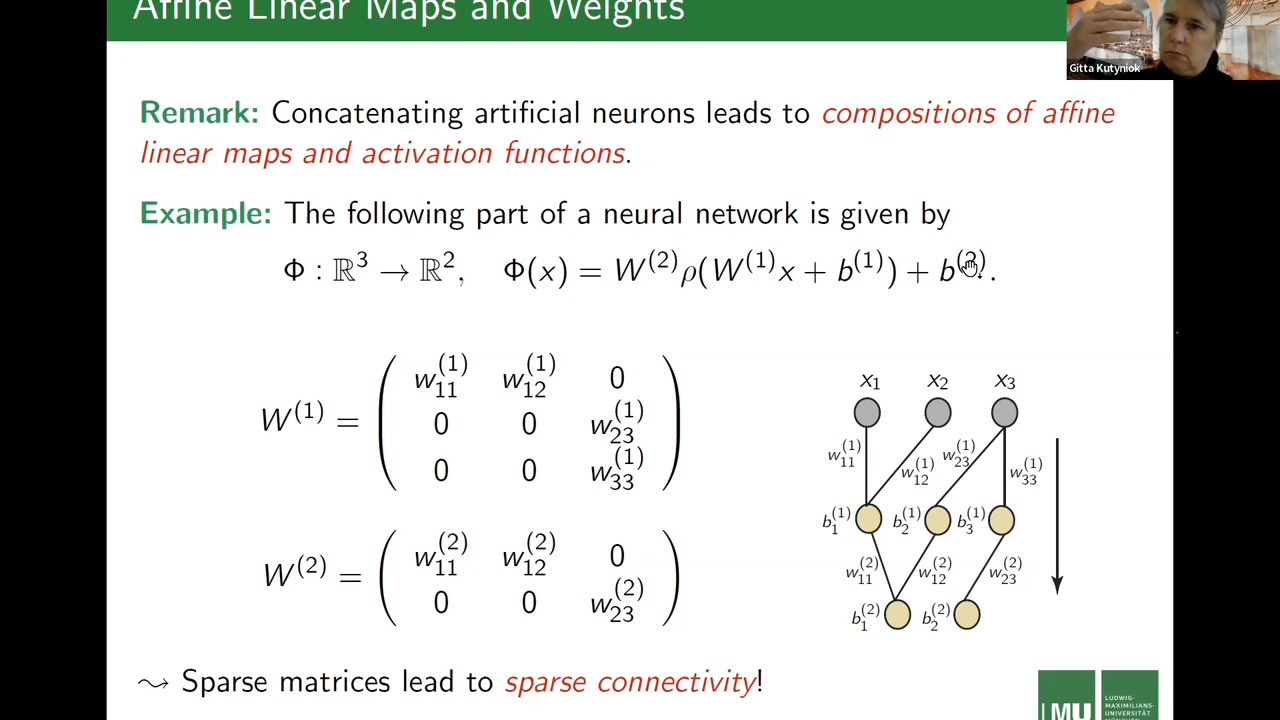 Affine Linear Maps and Weights
Gitta Kutyniok
Remark: Concatenating artificial neurons leads to compositions of affine
linear maps and activation functions.
Example: The following part of a neural network is given by
Φ : ℝ³ → ℝ², Φ(x) = W⁽²⁾ρ(W⁽¹⁾x + b⁽¹⁾) + b⁽²⁾.
W⁽¹⁾ =
w₁₁⁽¹⁾ w₁₂⁽¹⁾ 0
0 0 w₂₃⁽¹⁾
0 0 w₃₃⁽¹⁾
W⁽²⁾ =
w₁₁⁽²⁾ w₁₂⁽²⁾ 0
0 0 w₂₃⁽²⁾
x₁ x₂ x₃
w₁₁⁽¹⁾ w₁₂⁽¹⁾ w₂₃⁽¹⁾ w₃₃⁽¹⁾
b₁⁽¹⁾ b₂⁽¹⁾ b₃⁽¹⁾
w₁₁⁽²⁾ w₁₂⁽²⁾ w₂₃⁽²⁾
b₁⁽²⁾ b₂⁽²⁾
⤳ Sparse matrices lead to sparse connectivity!
LMU
LUDWIG-
MAXIMILIANS-
UNIVERSITÄT